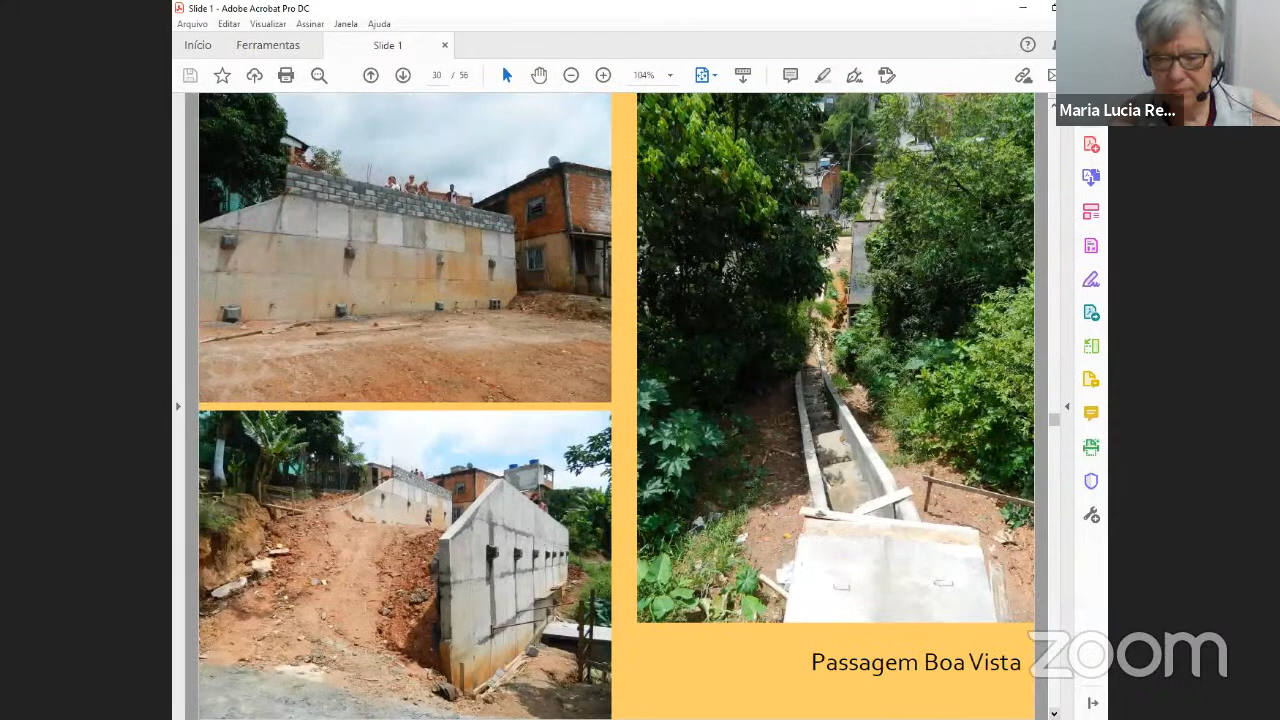 Slide 1 - Adobe Acrobat Pro DC
Arquivo Editar Visualizar Assinar Janela Ajuda
Início Ferramentas Slide 1
30 / 56 104%
Maria Lucia Re...
Passagem Boa Vista
zoom